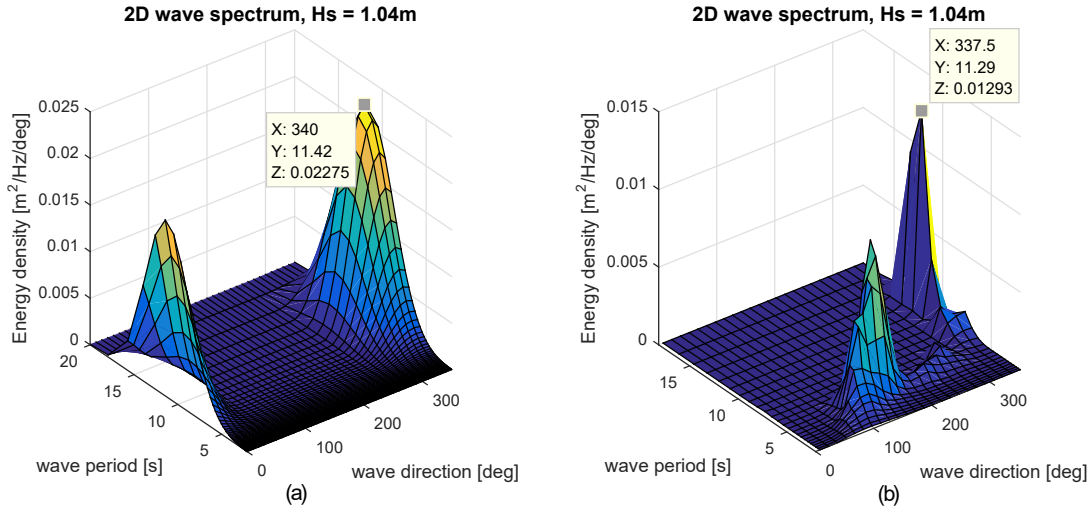 2D wave spectrum, Hs = 1.04m
0.025
0.02
0.015
0.01
0.005
0
Energy density [m²/Hz/deg]
X: 340
Y: 11.42
Z: 0.02275
20
15
10
5
wave period [s]
0
100
200
300
wave direction [deg]
(a)
2D wave spectrum, Hs = 1.04m
0.015
0.01
0.005
0
Energy density [m²/Hz/deg]
X: 337.5
Y: 11.29
Z: 0.01293
15
10
5
wave period [s]
0
100
200
300
wave direction [deg]
(b)